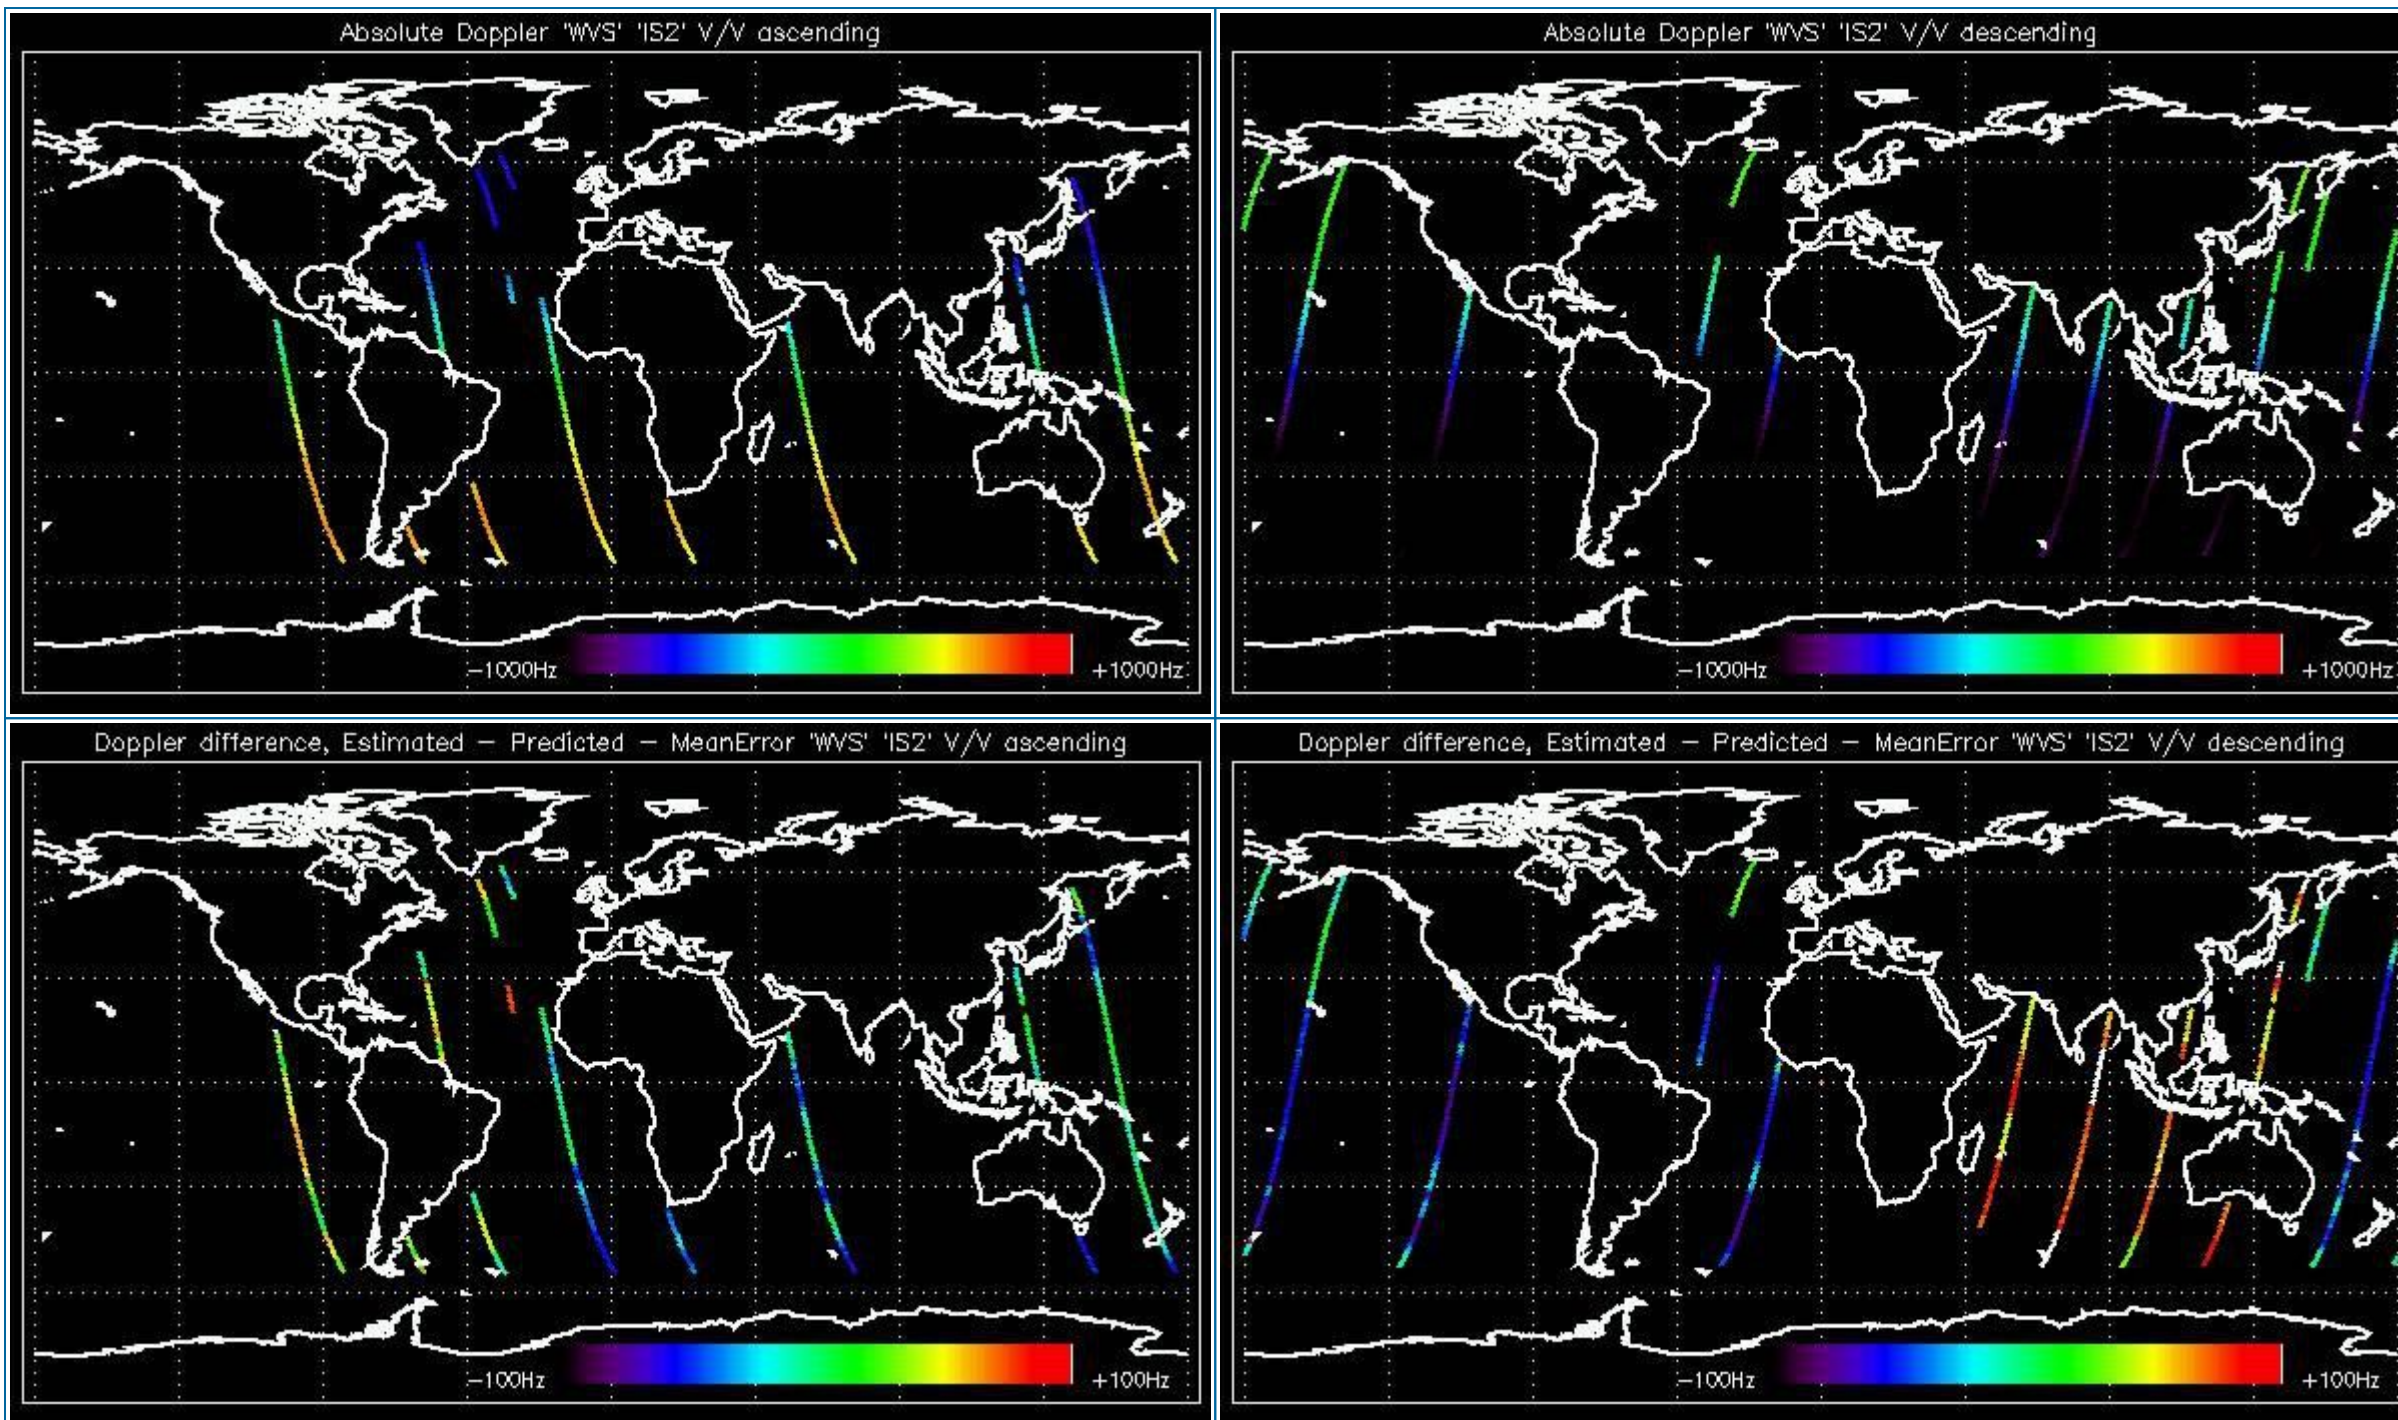 Absolute Doppler 'WVS' 'IS2' V/V ascending
-1000Hz
+1000Hz
Absolute Doppler 'WVS' 'IS2' V/V descending
-1000Hz
+1000Hz
Doppler difference, Estimated - Predicted - MeanError 'WVS' 'IS2' V/V ascending
-100Hz
+100Hz
Doppler difference, Estimated - Predicted - MeanError 'WVS' 'IS2' V/V descending
-100Hz
+100Hz